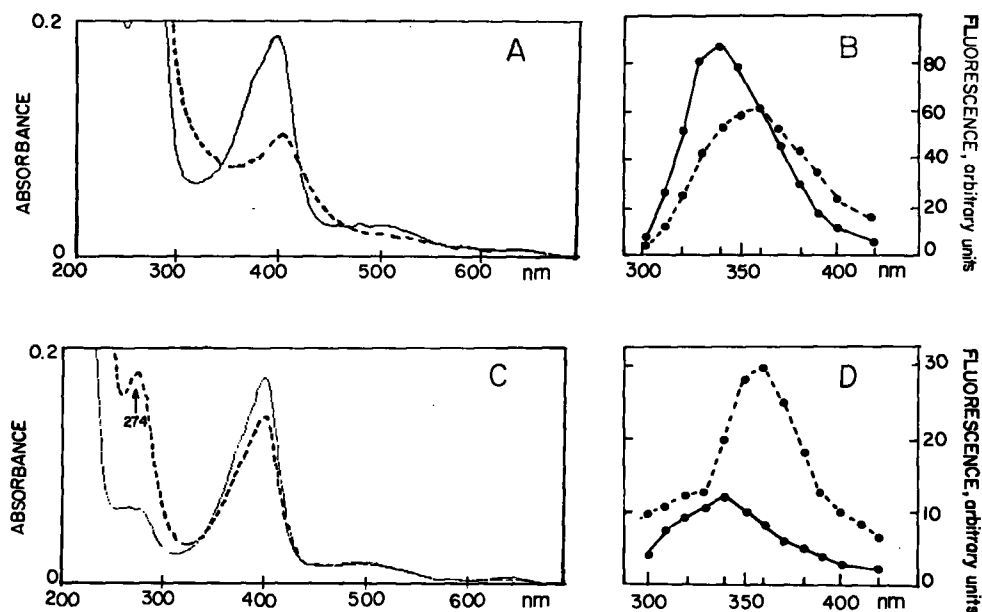 0.2
A
ABSORBANCE
0
200 300 400 500 600 nm
B
80
60
40
20
0
FLUORESCENCE, arbitrary units
300 350 400 nm
0.2
C
274
ABSORBANCE
0
200 300 400 500 600 nm
D
30
20
10
0
FLUORESCENCE, arbitrary units
300 350 400 nm